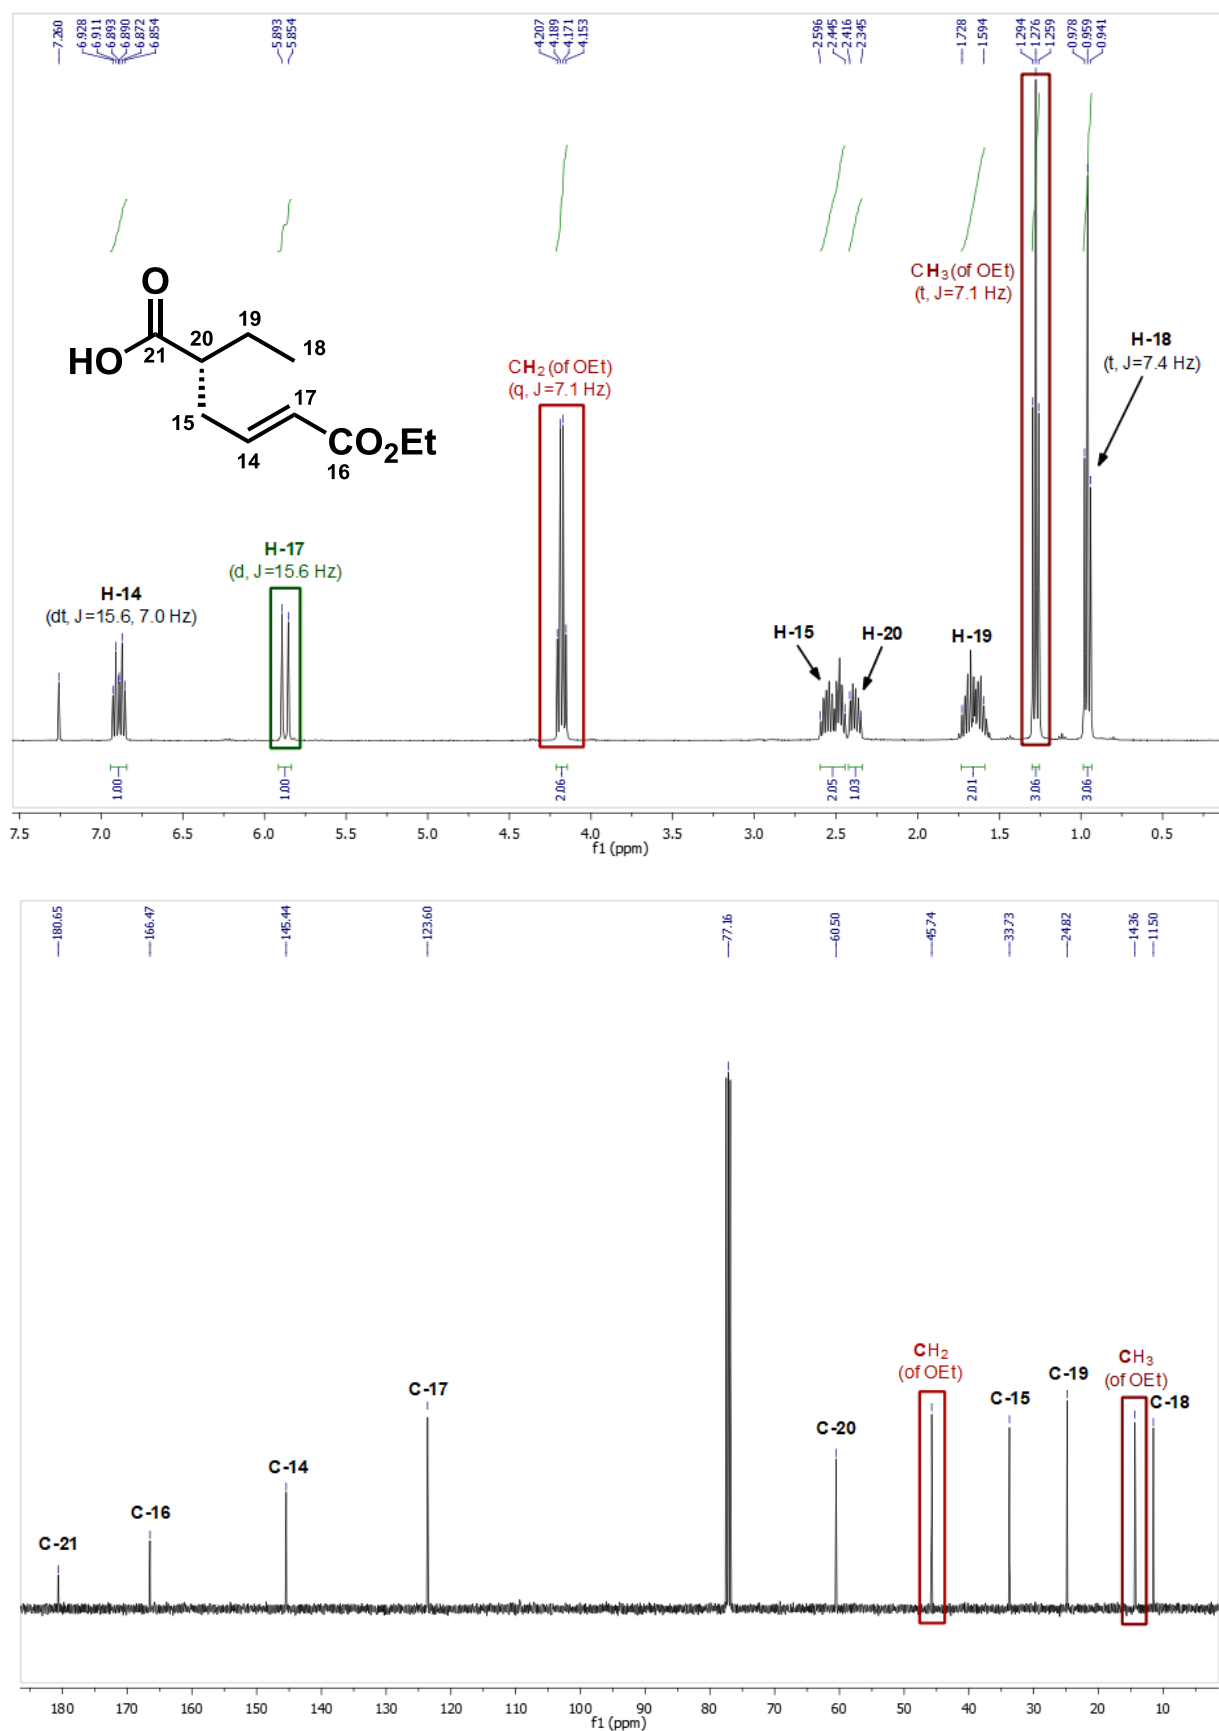 7.260
6.928
6.911
6.893
6.890
6.872
6.854
5.893
5.854
4.207
4.189
4.171
4.153
2.596
2.445
2.416
2.345
1.728
1.594
1.294
1.276
1.259
0.978
0.959
0.941
CH3 (of OEt)
(t, J=7.1 Hz)
H-18
(t, J=7.4 Hz)
CH2 (of OEt)
(q, J=7.1 Hz)
O
19
20
18
HO
21
17
15
CO2Et
14
16
H-17
(d, J=15.6 Hz)
H-14
(dt, J=15.6, 7.0 Hz)
H-15
H-20
H-19
1.00
1.00
2.06
2.05
1.03
2.01
3.06
3.06
7.5 7.0 6.5 6.0 5.5 5.0 4.5 4.0 3.5 3.0 2.5 2.0 1.5 1.0 0.5
f1 (ppm)
180.65
166.47
145.44
123.60
77.16
60.50
45.74
33.73
24.82
14.36
11.50
CH2
(of OEt)
CH3
(of OEt)
C-19
C-15
C-18
C-17
C-20
C-14
C-16
C-21
180 170 160 150 140 130 120 110 100 90 80 70 60 50 40 30 20 10
f1 (ppm)